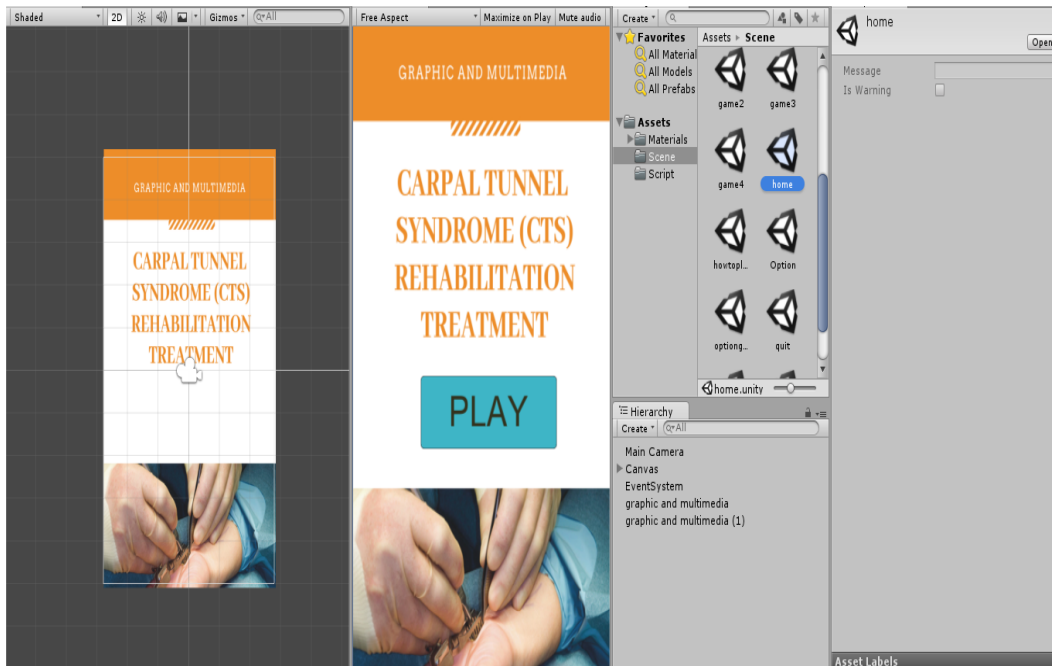 Shaded 2D Gizmos All
GRAPHIC AND MULTIMEDIA
CARPAL TUNNEL
SYNDROME (CTS)
REHABILITATION
TREATMENT
Free Aspect Maximize on Play Mute audio
GRAPHIC AND MULTIMEDIA
CARPAL TUNNEL
SYNDROME (CTS)
REHABILITATION
TREATMENT
PLAY
Create
Favorites
All Material
All Models
All Prefabs
Assets
Materials
Scene
Script
Assets Scene
game2 game3
game4 home
howtopl... Option
optiong... quit
home.unity
Hierarchy
Create All
Main Camera
Canvas
EventSystem
graphic and multimedia
graphic and multimedia (1)
home
Open
Message
Is Warning
Asset Labels